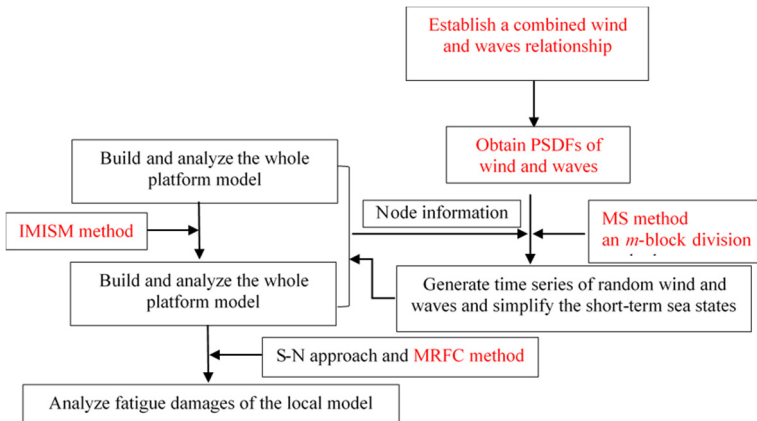 Establish a combined wind
and waves relationship
Obtain PSDFs of
wind and waves
Build and analyze the whole
platform model
Node information
IMISM method
MS method
an m-block division
Build and analyze the whole
platform model
Generate time series of random wind and
waves and simplify the short-term sea states
S-N approach and MRFC method
Analyze fatigue damages of the local model